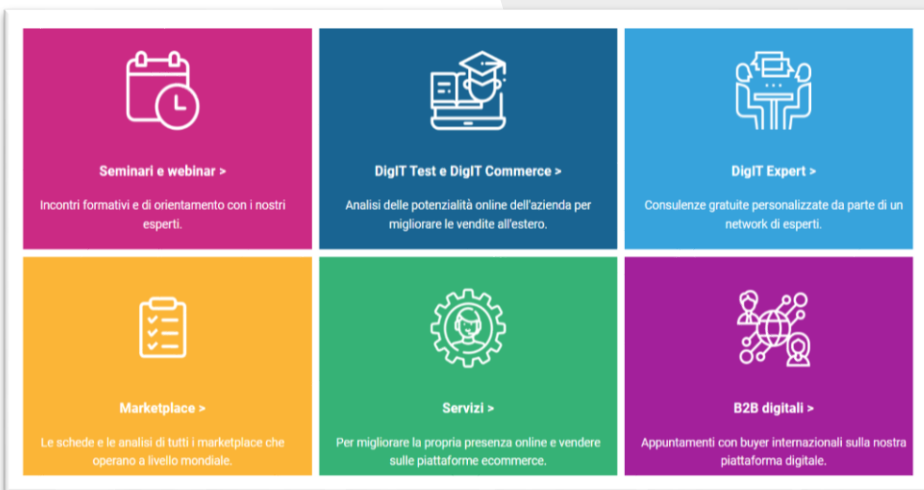 Seminari e webinar >
Incontri formativi e di orientamento con i nostri
esperti.
DigIT Test e DigIT Commerce >
Analisi delle potenzialità online dell'azienda per
migliorare le vendite all'estero.
DigIT Expert >
Consulenze gratuite personalizzate da parte di un
network di esperti.
Marketplace >
Le schede e le analisi di tutti i marketplace che
operano a livello mondiale.
Servizi >
Per migliorare la propria presenza online e vendere
sulle piattaforme ecommerce.
B2B digitali >
Appuntamenti con buyer internazionali sulla nostra
piattaforma digitale.